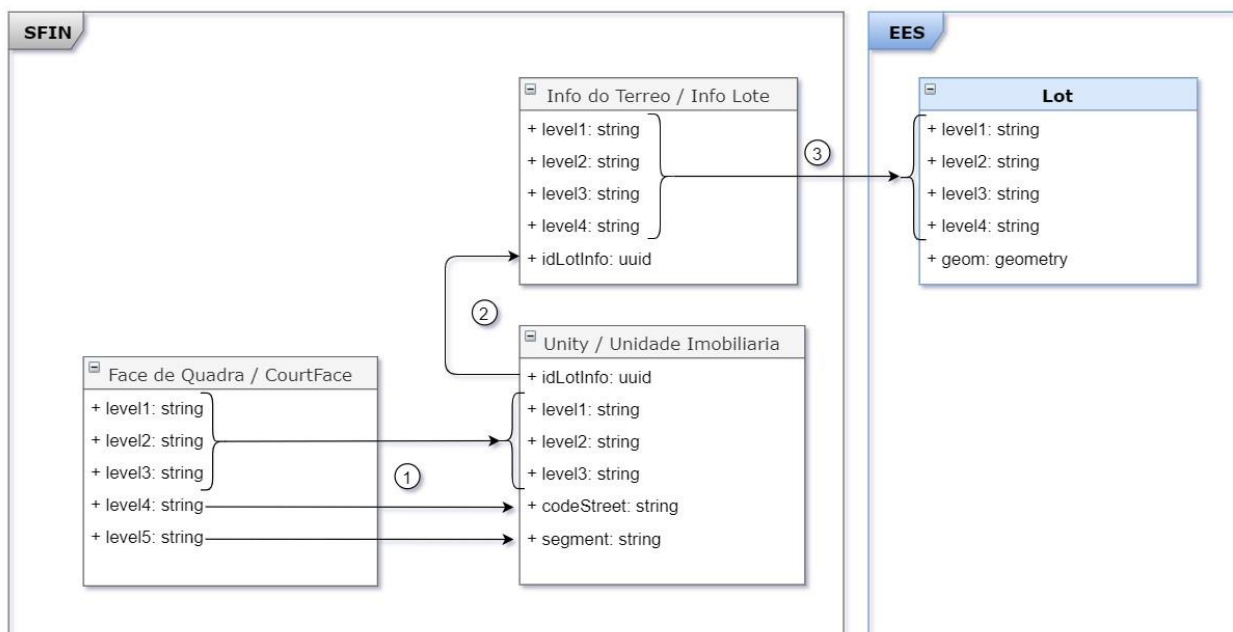 SFIN
EES
Info do Terreo / Info Lote
+ level1: string
+ level2: string
+ level3: string
+ level4: string
+ idLotInfo: uuid
3
Lot
+ level1: string
+ level2: string
+ level3: string
+ level4: string
+ geom: geometry
2
Unity / Unidade Imobiliaria
+ idLotInfo: uuid
+ level1: string
+ level2: string
+ level3: string
+ codeStreet: string
+ segment: string
Face de Quadra / CourtFace
+ level1: string
+ level2: string
+ level3: string
+ level4: string
+ level5: string
1